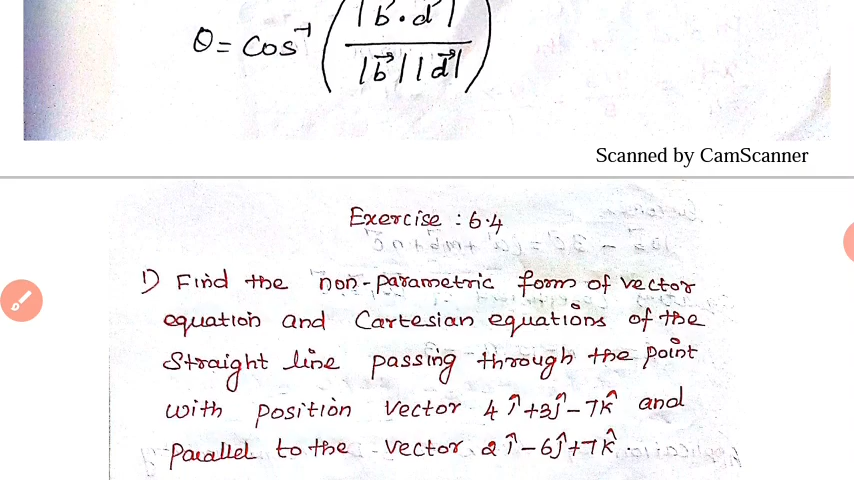 θ = Cos⁻¹ ( |b⃗ • d⃗| / |b⃗| |d⃗| )
Scanned by CamScanner
Exercise : 6.4
1) Find the non-parametric form of vector
equation and Cartesian equations of the
straight line passing through the point
with position vector 4î+3ĵ-7k̂ and
Parallel to the vector 2î-6ĵ+7k̂.